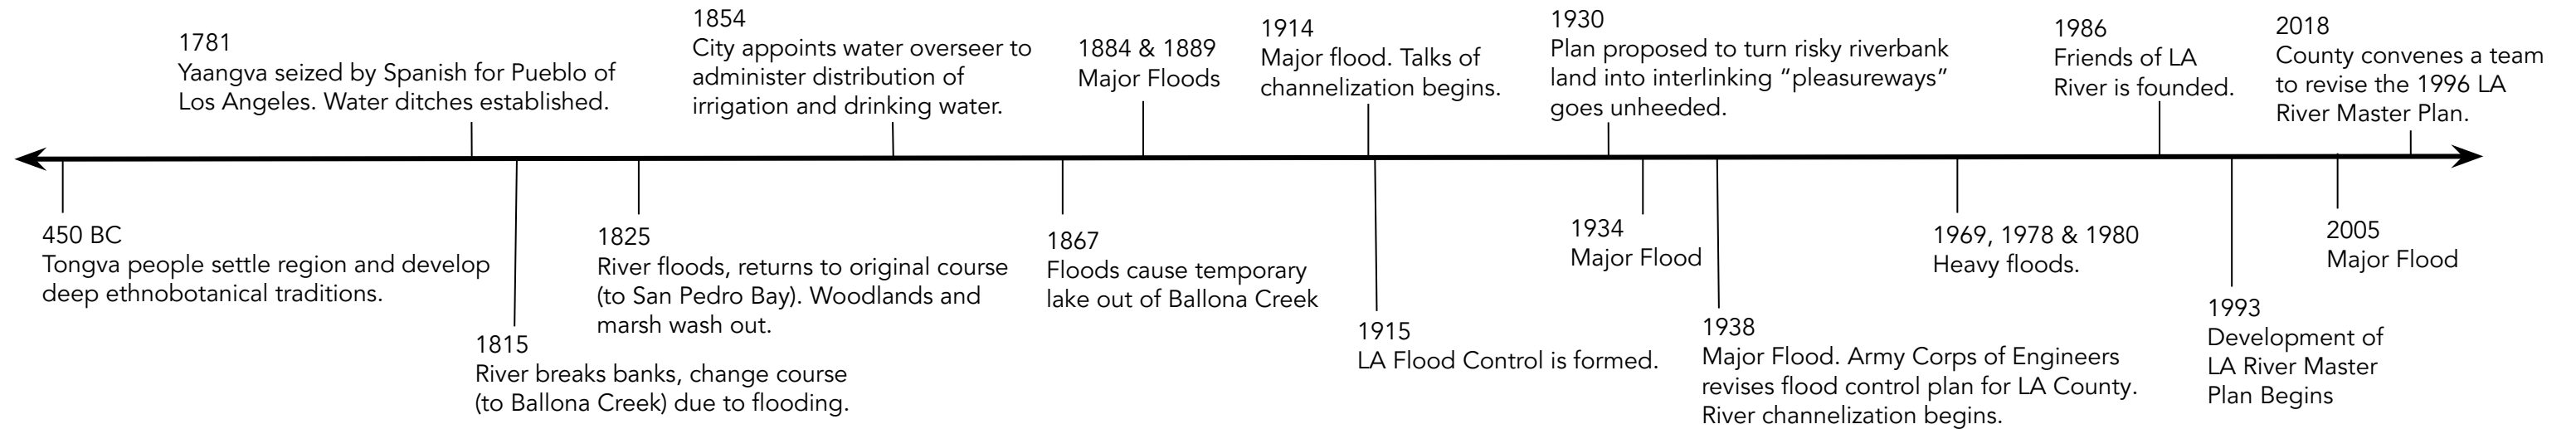 450 BC
Tongva people settle region and develop
deep ethnobotanical traditions.
1781
Yaangva seized by Spanish for Pueblo of
Los Angeles. Water ditches established.
1815
River breaks banks, change course
(to Ballona Creek) due to flooding.
1825
River floods, returns to original course
(to San Pedro Bay). Woodlands and
marsh wash out.
1854
City appoints water overseer to
administer distribution of
irrigation and drinking water.
1867
Floods cause temporary
lake out of Ballona Creek
1884 & 1889
Major Floods
1914
Major flood. Talks of
channelization begins.
1915
LA Flood Control is formed.
1930
Plan proposed to turn risky riverbank
land into interlinking “pleasureways”
goes unheeded.
1934
Major Flood
1938
Major Flood. Army Corps of Engineers
revises flood control plan for LA County.
River channelization begins.
1969, 1978 & 1980
Heavy floods.
1986
Friends of LA
River is founded.
1993
Development of
LA River Master
Plan Begins
2005
Major Flood
2018
County convenes a team
to revise the 1996 LA
River Master Plan.